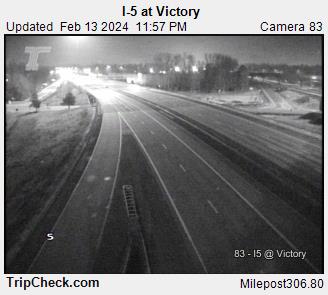 I-5 at Victory
Updated Feb 13 2024 11:57 PM Camera 83
T
S
83 - I5 @ Victory
TripCheck.com Milepost306.80